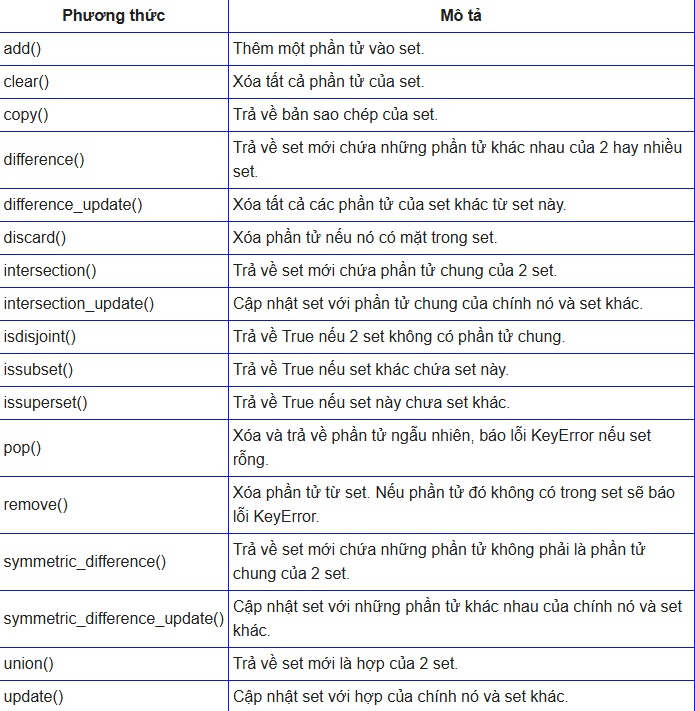 Phương thức Mô tả
add() Thêm một phần tử vào set.
clear() Xóa tất cả phần tử của set.
copy() Trả về bản sao chép của set.
difference() Trả về set mới chứa những phần tử khác nhau của 2 hay nhiều
set.
difference_update() Xóa tất cả các phần tử của set khác từ set này.
discard() Xóa phần tử nếu nó có mặt trong set.
intersection() Trả về set mới chứa phần tử chung của 2 set.
intersection_update() Cập nhật set với phần tử chung của chính nó và set khác.
isdisjoint() Trả về True nếu 2 set không có phần tử chung.
issubset() Trả về True nếu set khác chứa set này.
issuperset() Trả về True nếu set này chưa set khác.
pop() Xóa và trả về phần tử ngẫu nhiên, báo lỗi KeyError nếu set
rỗng.
remove() Xóa phần tử từ set. Nếu phần tử đó không có trong set sẽ báo
lỗi KeyError.
symmetric_difference() Trả về set mới chứa những phần tử không phải là phần tử
chung của 2 set.
symmetric_difference_update() Cập nhật set với những phần tử khác nhau của chính nó và set
khác.
union() Trả về set mới là hợp của 2 set.
update() Cập nhật set với hợp của chính nó và set khác.